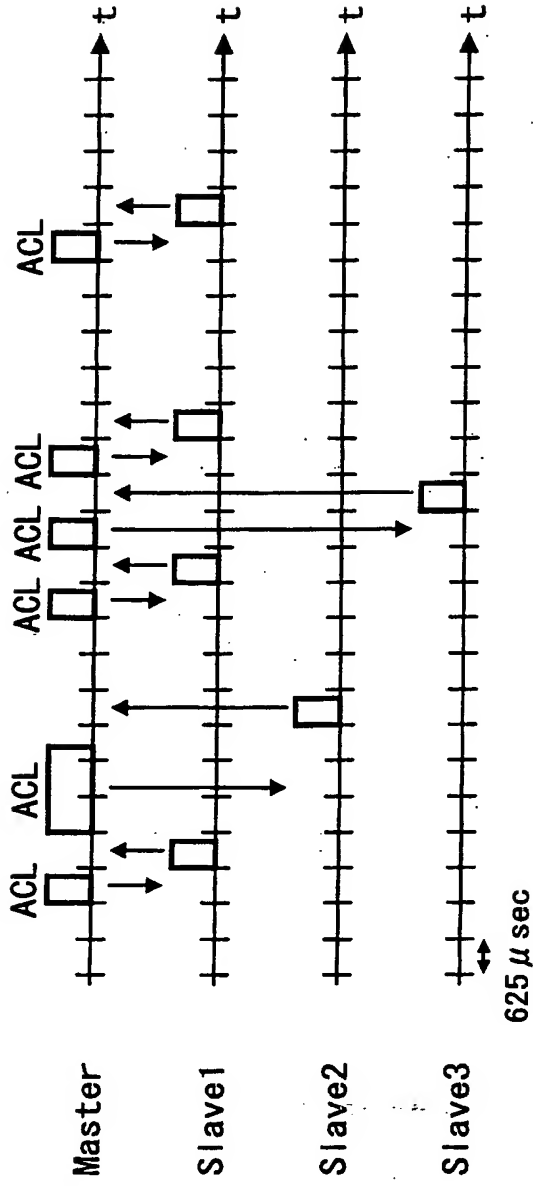 ACL
ACL
ACL
ACL
ACL
ACL
Master
t
Slave1
t
Slave2
t
Slave3
t
625 μ sec